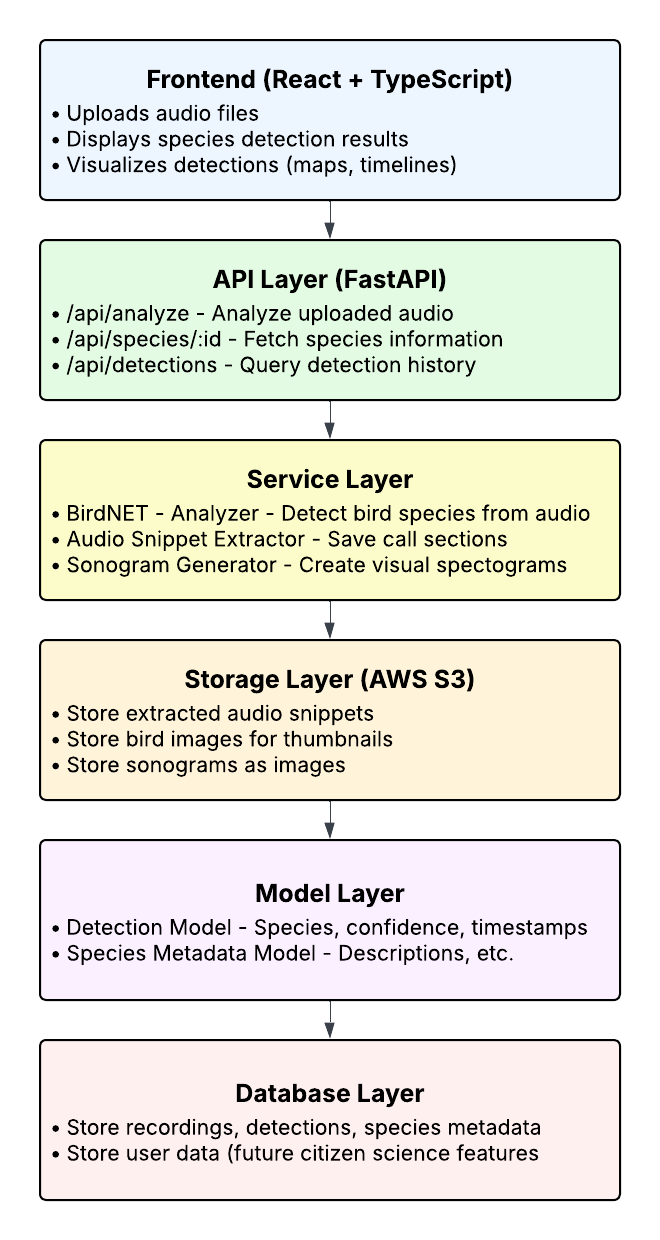 Frontend (React + TypeScript)
• Uploads audio files
• Displays species detection results
• Visualizes detections (maps, timelines)
API Layer (FastAPI)
• /api/analyze - Analyze uploaded audio
• /api/species/:id - Fetch species information
• /api/detections - Query detection history
Service Layer
• BirdNET - Analyzer - Detect bird species from audio
• Audio Snippet Extractor - Save call sections
• Sonogram Generator - Create visual spectograms
Storage Layer (AWS S3)
• Store extracted audio snippets
• Store bird images for thumbnails
• Store sonograms as images
Model Layer
• Detection Model - Species, confidence, timestamps
• Species Metadata Model - Descriptions, etc.
Database Layer
• Store recordings, detections, species metadata
• Store user data (future citizen science features